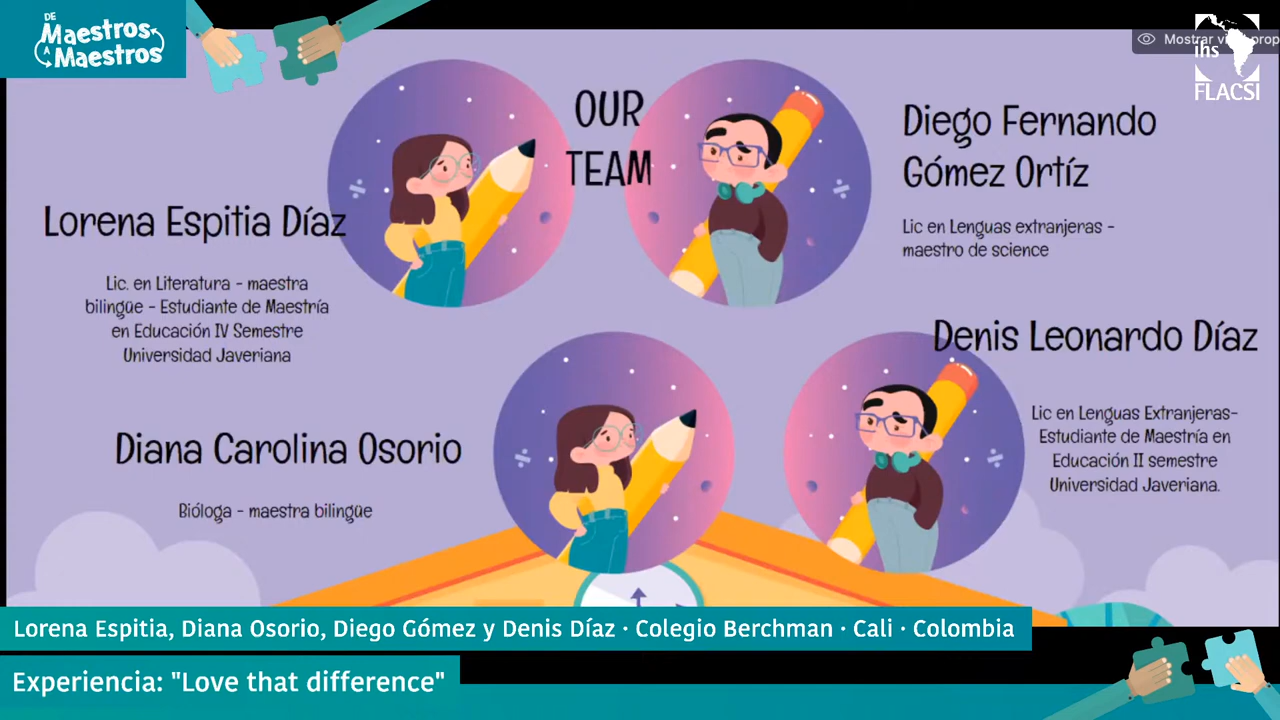 DE
Maestros
A
Maestros
Mostrar
ihs
FLACSI
OUR
TEAM
Diego Fernando
Gómez Ortíz
Lic en Lenguas extranjeras -
maestro de science
Lorena Espitia Díaz
Lic. en Literatura - maestra
bilingüe - Estudiante de Maestría
en Educación IV Semestre
Universidad Javeriana
Denis Leonardo Díaz
Lic en Lenguas Extranjeras-
Estudiante de Maestría en
Educación II semestre
Universidad Javeriana.
Diana Carolina Osorio
Bióloga - maestra bilingüe
Lorena Espitia, Diana Osorio, Diego Gómez y Denis Díaz · Colegio Berchman · Cali · Colombia
Experiencia: "Love that difference"